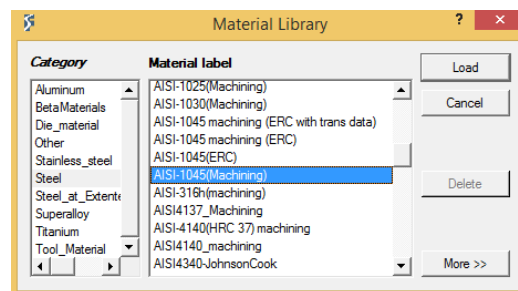 Material Library
?
×
Category
Material label
Aluminum
BetaMaterials
Die_material
Other
Stainless_steel
Steel
Steel_at_Extente
Superalloy
Titanium
Tool_Material
AISI-1025(Machining)
AISI-1030(Machining)
AISI-1045 machining (ERC with trans data)
AISI-1045 machining (ERC)
AISI-1045(ERC)
AISI-1045(Machining)
AISI-316h(machining)
AISI4137_Machining
AISI-4140(HRC 37) machining
AISI4140_machining
AISI4340-JohnsonCook
Load
Cancel
Delete
More >>